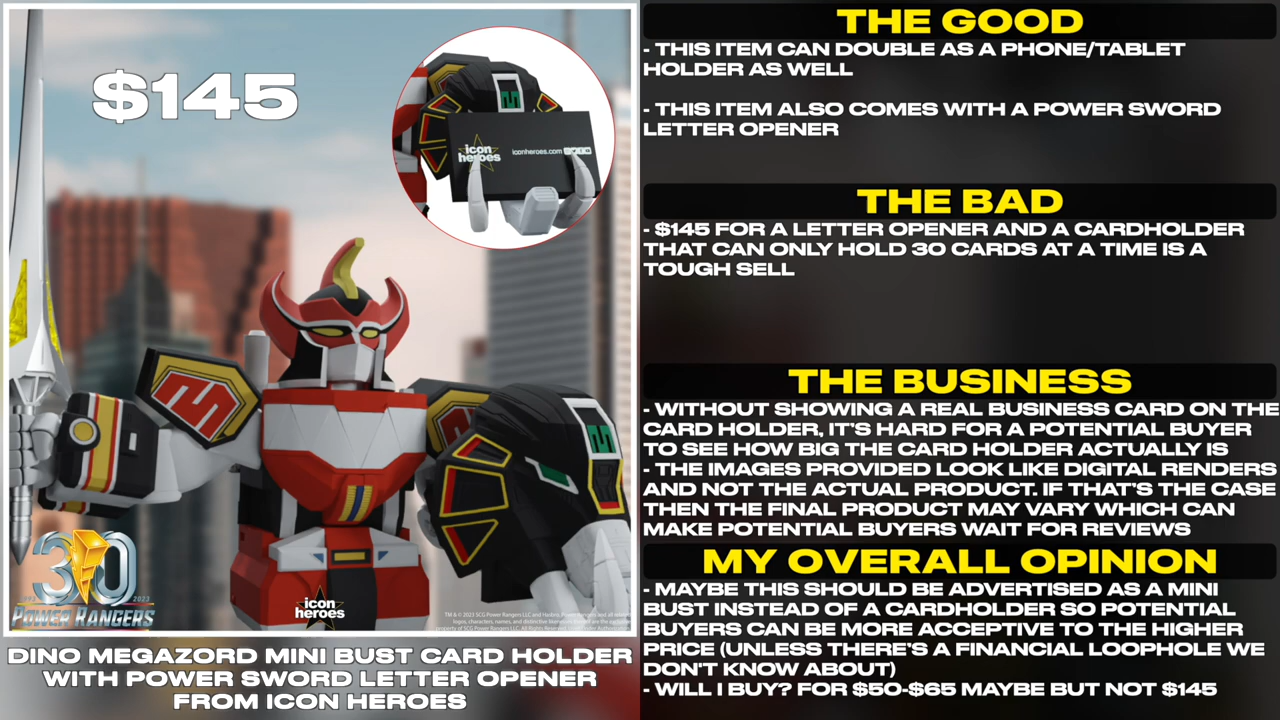 $145
icon
heroes
iconheroes.com
30
2023
POWER RANGERS
icon
heroes
DINO MEGAZORD MINI BUST CARD HOLDER
WITH POWER SWORD LETTER OPENER
FROM ICON HEROES
THE GOOD
- THIS ITEM CAN DOUBLE AS A PHONE/TABLET
HOLDER AS WELL
- THIS ITEM ALSO COMES WITH A POWER SWORD
LETTER OPENER
THE BAD
- $145 FOR A LETTER OPENER AND A CARDHOLDER
THAT CAN ONLY HOLD 30 CARDS AT A TIME IS A
TOUGH SELL
THE BUSINESS
- WITHOUT SHOWING A REAL BUSINESS CARD ON THE
CARD HOLDER, IT'S HARD FOR A POTENTIAL BUYER
TO SEE HOW BIG THE CARD HOLDER ACTUALLY IS
- THE IMAGES PROVIDED LOOK LIKE DIGITAL RENDERS
AND NOT THE ACTUAL PRODUCT. IF THAT'S THE CASE
THEN THE FINAL PRODUCT MAY VARY WHICH CAN
MAKE POTENTIAL BUYERS WAIT FOR REVIEWS
MY OVERALL OPINION
- MAYBE THIS SHOULD BE ADVERTISED AS A MINI
BUST INSTEAD OF A CARDHOLDER SO POTENTIAL
BUYERS CAN BE MORE ACCEPTIVE TO THE HIGHER
PRICE (UNLESS THERE'S A FINANCIAL LOOPHOLE WE
DON'T KNOW ABOUT)
- WILL I BUY? FOR $50-$65 MAYBE BUT NOT $145